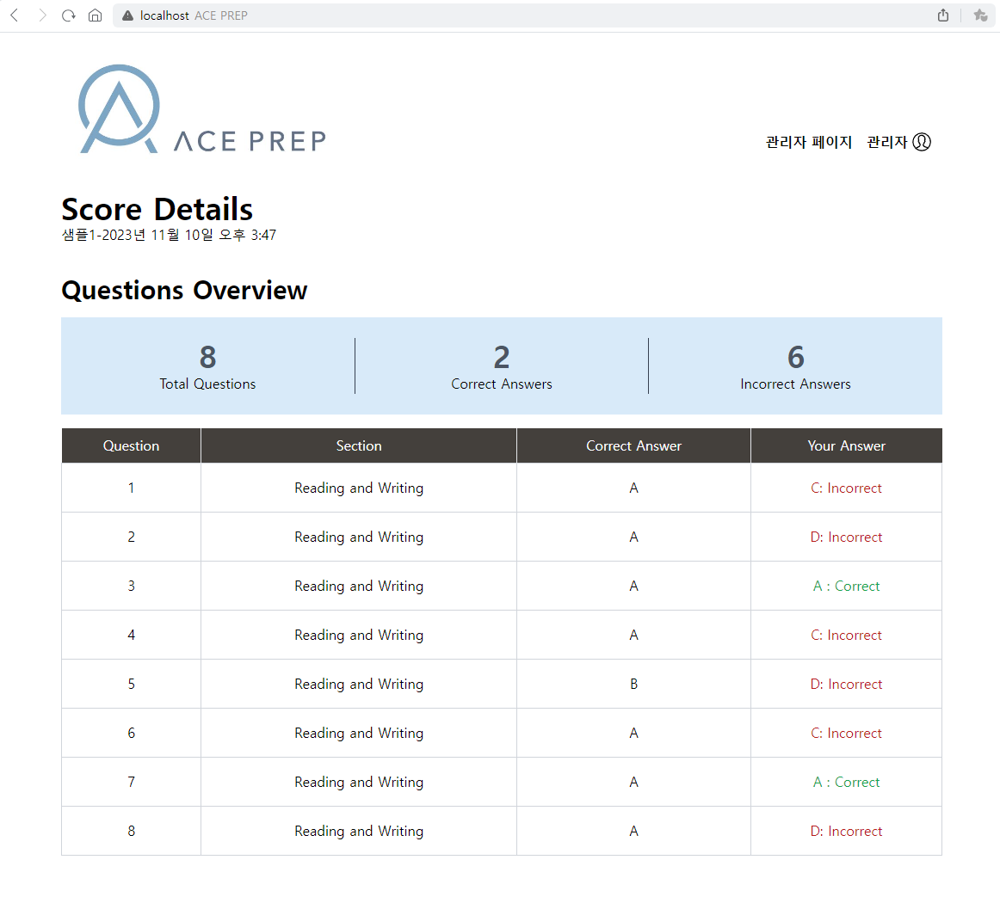 localhost ACE PREP
ACE PREP
관리자 페이지 관리자
Score Details
샘플1-2023년 11월 10일 오후 3:47
Questions Overview
8 2 6
Total Questions Correct Answers Incorrect Answers
Question Section Correct Answer Your Answer
1 Reading and Writing A C: Incorrect
2 Reading and Writing A D: Incorrect
3 Reading and Writing A A : Correct
4 Reading and Writing A C: Incorrect
5 Reading and Writing B D: Incorrect
6 Reading and Writing A C: Incorrect
7 Reading and Writing A A : Correct
8 Reading and Writing A D: Incorrect